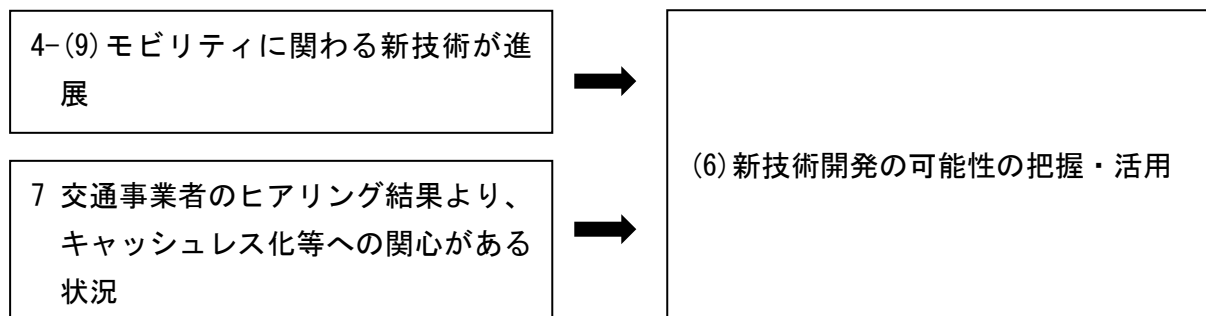 4-(9)モビリティに関わる新技術が進
展
7 交通事業者のヒアリング結果より、
キャッシュレス化等への関心がある
状況
(6)新技術開発の可能性の把握・活用